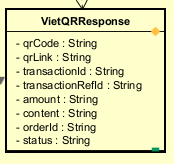 VietQRResponse
- qrCode : String
- qrLink : String
- transactionId : String
- transactionRefId : String
- amount : String
- content : String
- orderId : String
- status : String